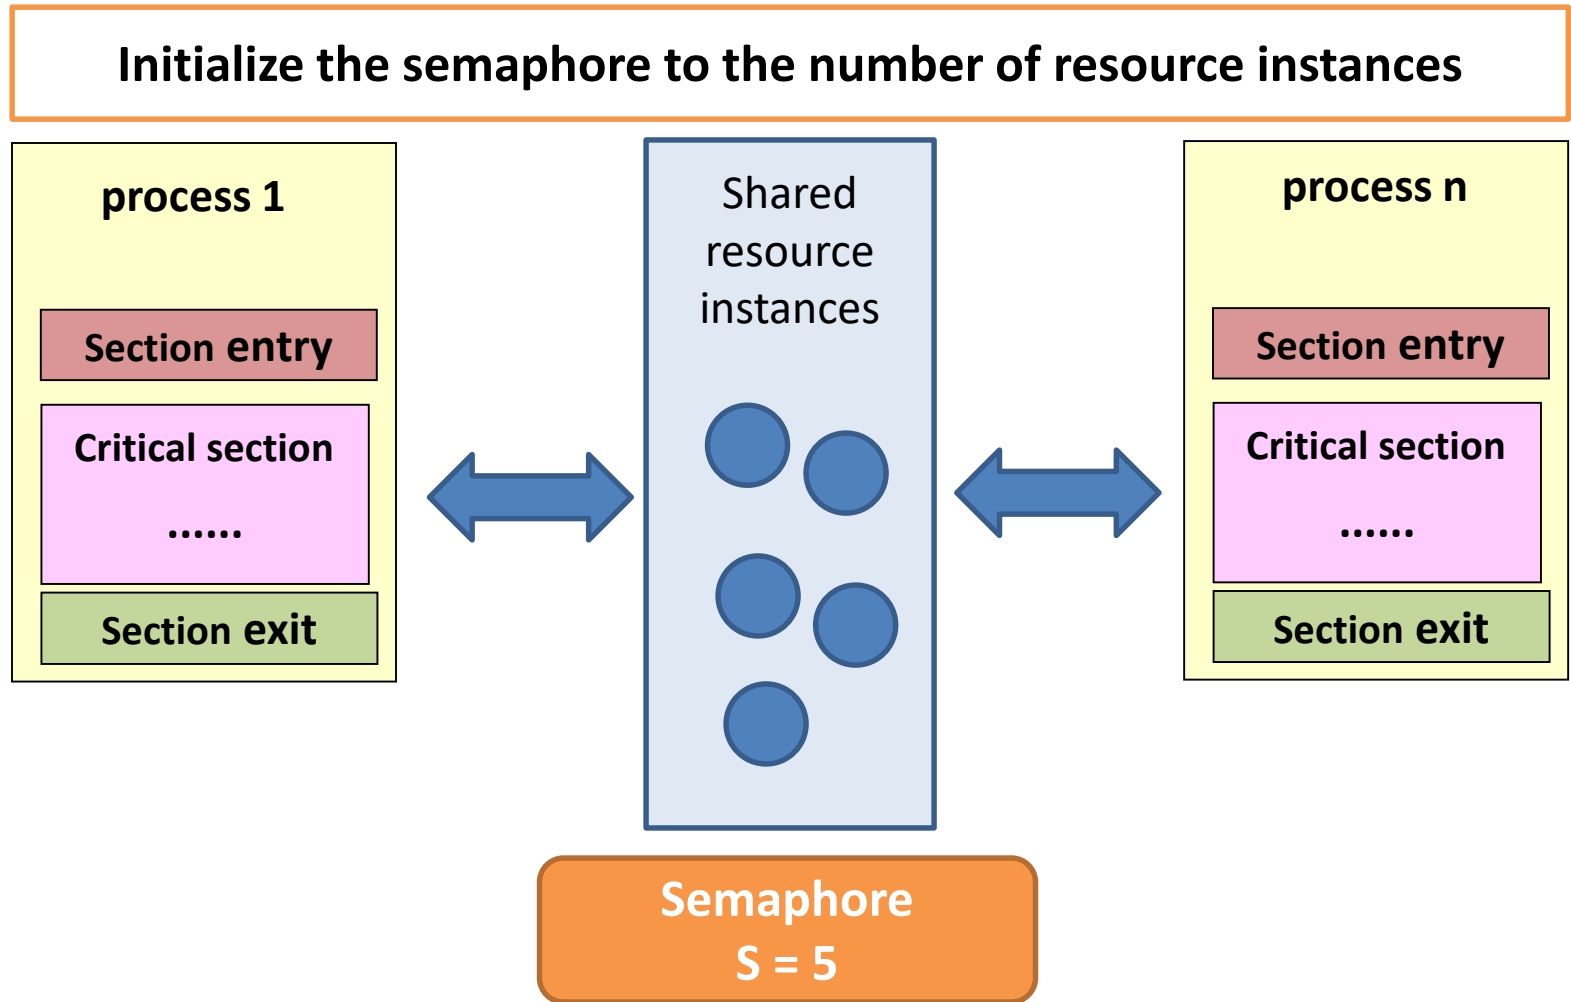 Initialize the semaphore to the number of resource instances
process 1
Section entry
Critical section
......
Section exit
Shared
resource
instances
process n
Section entry
Critical section
......
Section exit
Semaphore
S = 5